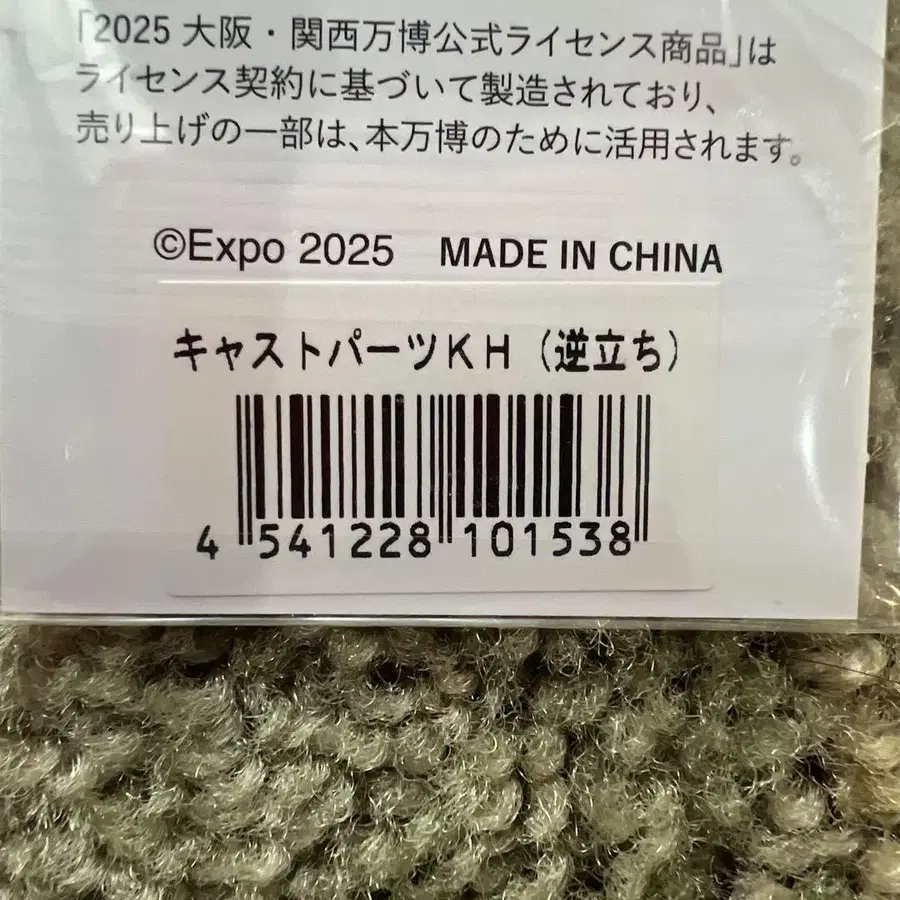 「2025 大阪・関西万博公式ライセンス商品」は
ライセンス契約に基づいて製造されており、
売り上げの一部は、本万博のために活用されます。
©Expo 2025 MADE IN CHINA
キャストパーツKH（逆立ち）
4 541228 101538